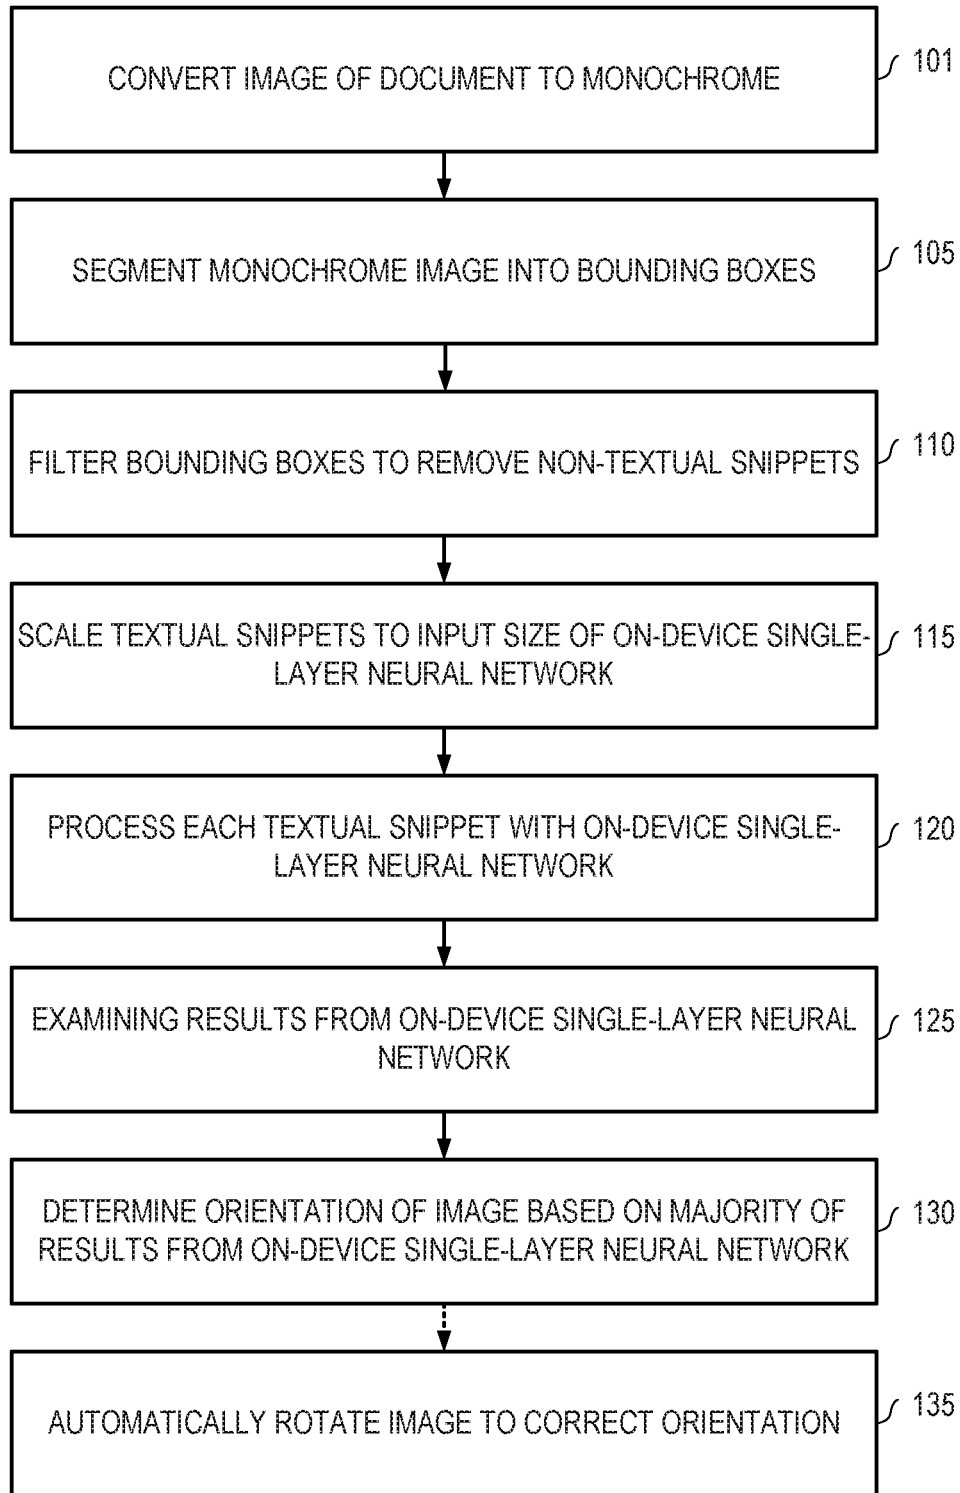 CONVERT IMAGE OF DOCUMENT TO MONOCHROME
101
SEGMENT MONOCHROME IMAGE INTO BOUNDING BOXES
105
FILTER BOUNDING BOXES TO REMOVE NON-TEXTUAL SNIPPETS
110
SCALE TEXTUAL SNIPPETS TO INPUT SIZE OF ON-DEVICE SINGLE-
LAYER NEURAL NETWORK
115
PROCESS EACH TEXTUAL SNIPPET WITH ON-DEVICE SINGLE-
LAYER NEURAL NETWORK
120
EXAMINING RESULTS FROM ON-DEVICE SINGLE-LAYER NEURAL
NETWORK
125
DETERMINE ORIENTATION OF IMAGE BASED ON MAJORITY OF
RESULTS FROM ON-DEVICE SINGLE-LAYER NEURAL NETWORK
130
AUTOMATICALLY ROTATE IMAGE TO CORRECT ORIENTATION
135